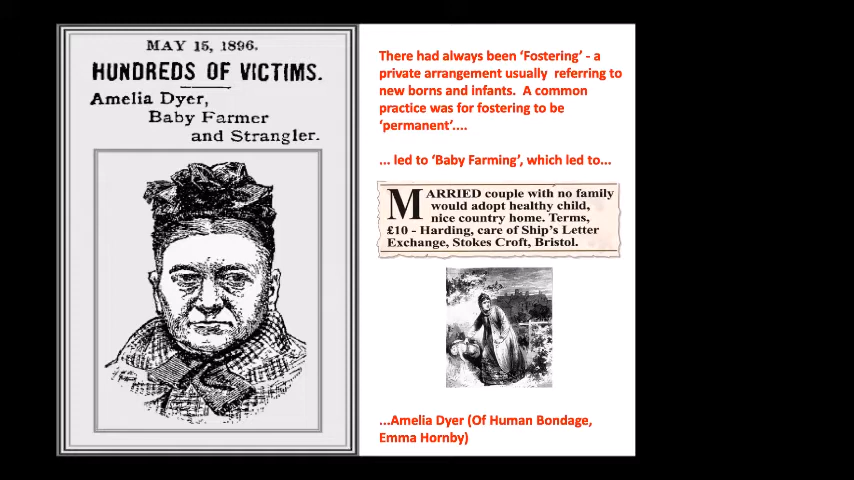 MAY 15, 1896.
HUNDREDS OF VICTIMS.
Amelia Dyer,
Baby Farmer
and Strangler.
There had always been ‘Fostering’ - a
private arrangement usually referring to
new borns and infants. A common
practice was for fostering to be
‘permanent’....
... led to ‘Baby Farming’, which led to...
MARRIED couple with no family
would adopt healthy child,
nice country home. Terms,
£10 - Harding, care of Ship's Letter
Exchange, Stokes Croft, Bristol.
...Amelia Dyer (Of Human Bondage,
Emma Hornby)